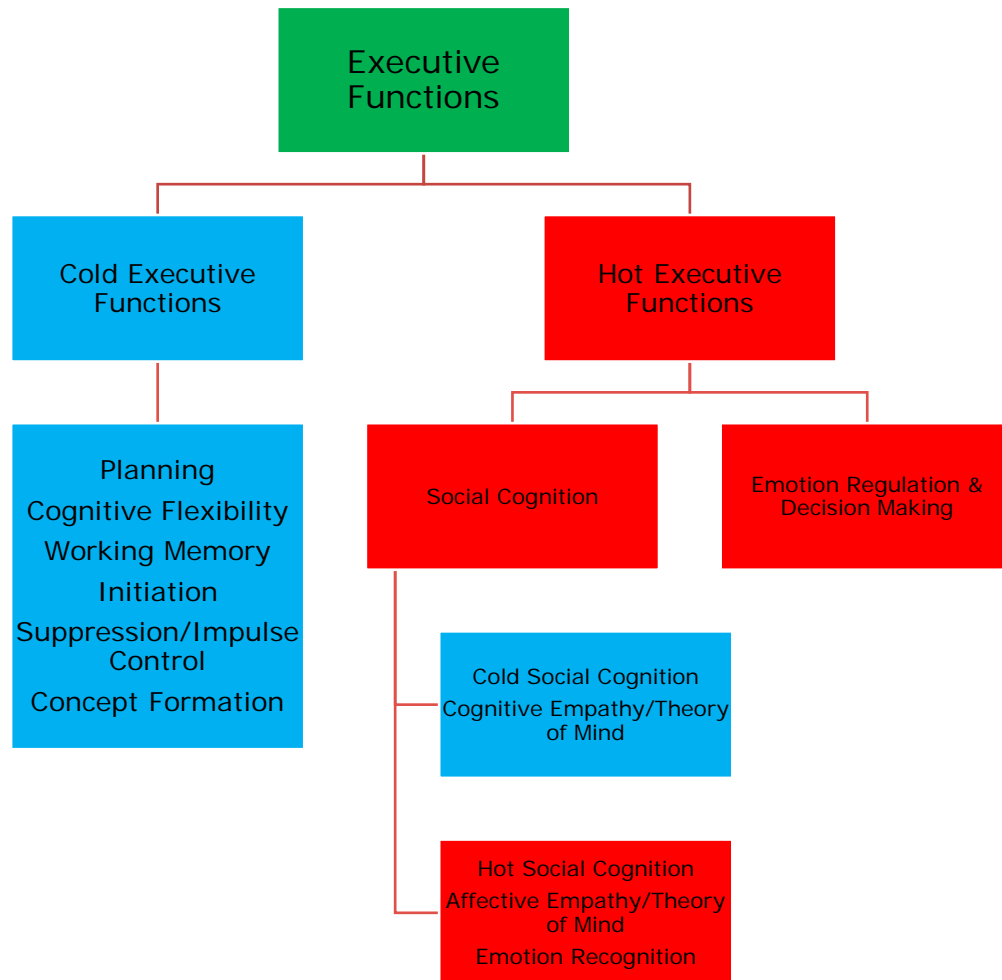 Executive
Functions
Cold Executive
Functions
Hot Executive
Functions
Planning
Cognitive Flexibility
Working Memory
Initiation
Suppression/Impulse
Control
Concept Formation
Social Cognition
Emotion Regulation &
Decision Making
Cold Social Cognition
Cognitive Empathy/Theory
of Mind
Hot Social Cognition
Affective Empathy/Theory
of Mind
Emotion Recognition